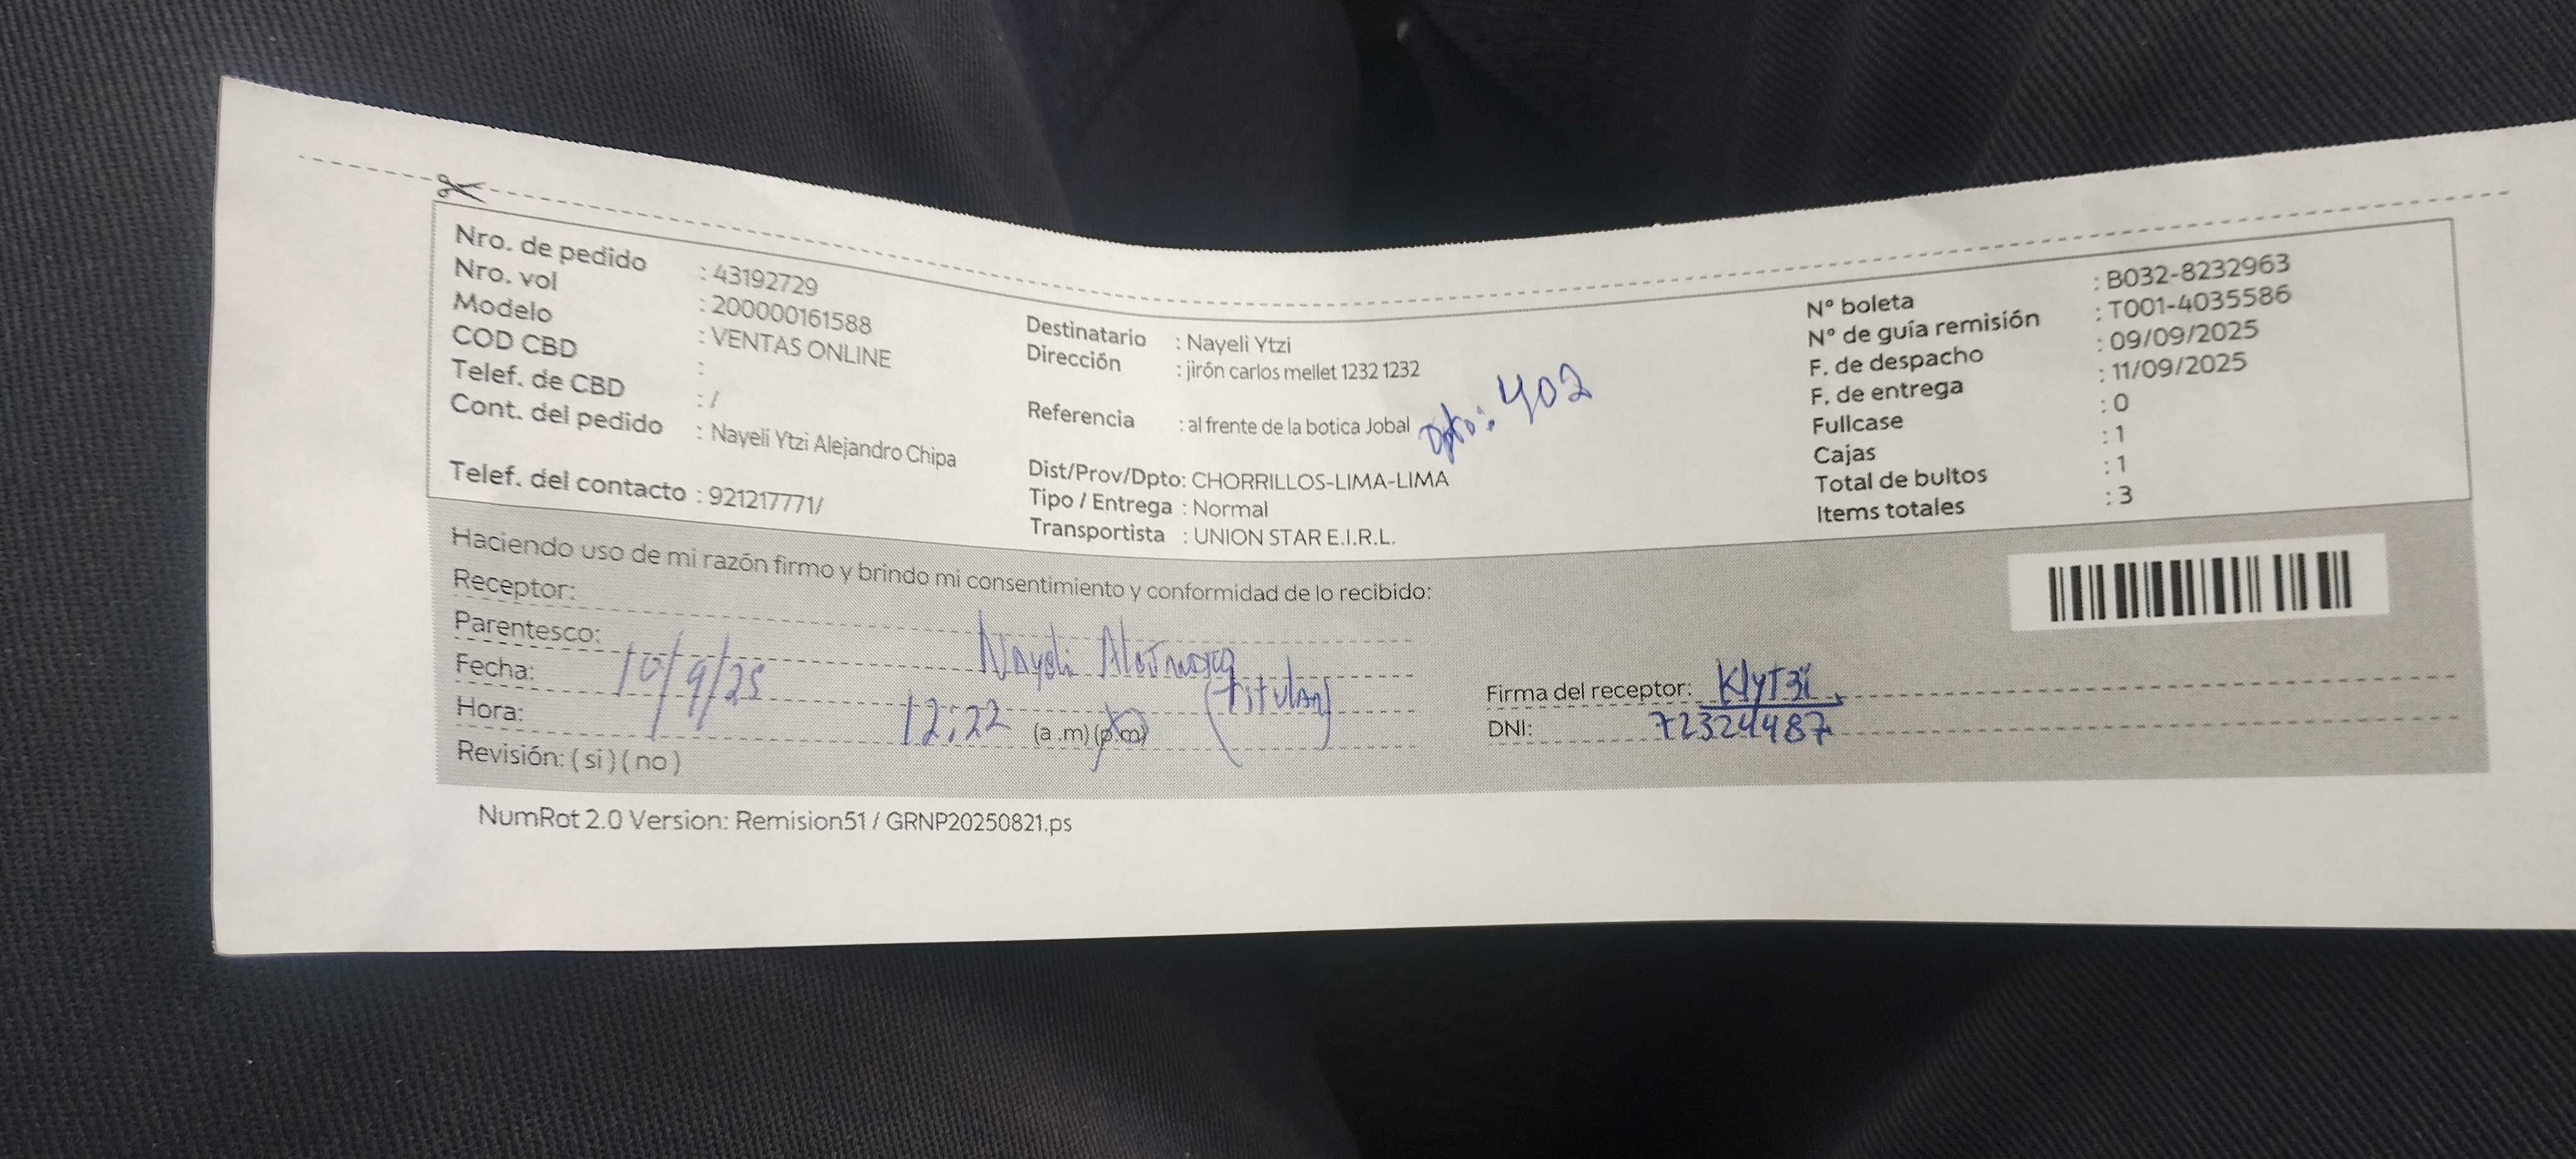 Nro. de pedido : 43192729
Nro. vol : 200000161588
Modelo : VENTAS ONLINE
COD CBD :
Telef. de CBD : /
Cont. del pedido : Nayeli Ytzi Alejandro Chipa
Telef. del contacto : 921217771/
Destinatario : Nayeli Ytzi
Dirección : jirón carlos mellet 1232 1232
Referencia : al frente de la botica Jobal
Dpto: 402
Dist/Prov/Dpto: CHORRILLOS-LIMA-LIMA
Tipo / Entrega : Normal
Transportista : UNION STAR E.I.R.L.
N° boleta : B032-8232963
N° de guía remisión : T001-4035586
F. de despacho : 09/09/2025
F. de entrega : 11/09/2025
Fullcase : 0
Cajas : 1
Total de bultos : 1
Items totales : 3
Haciendo uso de mi razón firmo y brindo mi consentimiento y conformidad de lo recibido:
Receptor: Nayeli Alejandro
Parentesco: (titular)
Fecha: 10/9/25
Hora: 12:22 (a .m) (p.m)
Revisión: ( si ) ( no )
Firma del receptor:
DNI: 72324487
NumRot 2.0 Version: Remision51 / GRNP20250821.ps